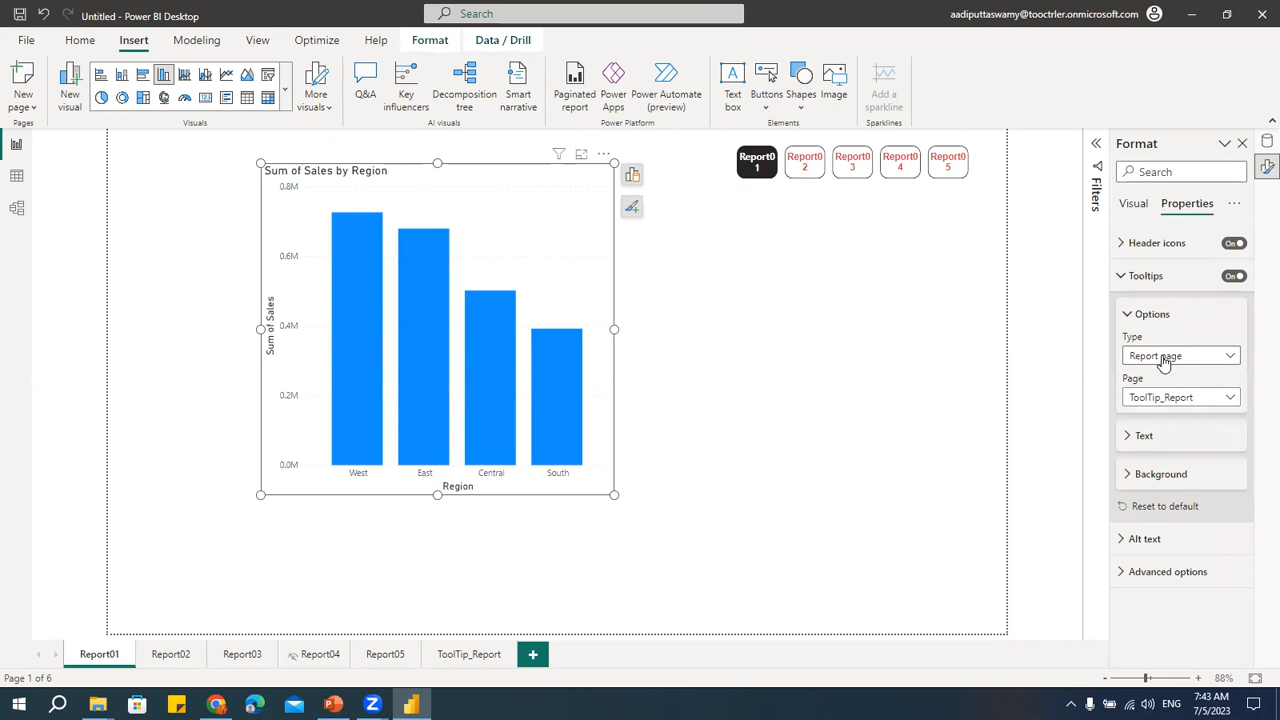 Untitled - Power BI Desktop
Search
aadiputtaswamy@tooctrler.onmicrosoft.com
File
Home
Insert
Modeling
View
Optimize
Help
Format
Data / Drill
New page
New visual
More visuals
Q&A
Key influencers
Decomposition tree
Smart narrative
Paginated report
Power Apps
Power Automate (preview)
Text box
Buttons
Shapes
Image
Add a sparkline
Pages
Visuals
AI visuals
Power Platform
Elements
Sparklines
Sum of Sales by Region
0.8M
0.6M
0.4M
0.2M
0.0M
Sum of Sales
West
East
Central
South
Region
Report0
1
Report0
2
Report0
3
Report0
4
Report0
5
Filters
Format
Search
Visual
Properties
Header icons
On
Tooltips
On
Options
Type
Report page
Page
ToolTip_Report
Text
Background
Reset to default
Alt text
Advanced options
Report01
Report02
Report03
Report04
Report05
ToolTip_Report
Page 1 of 6
88%
7:43 AM
7/5/2023